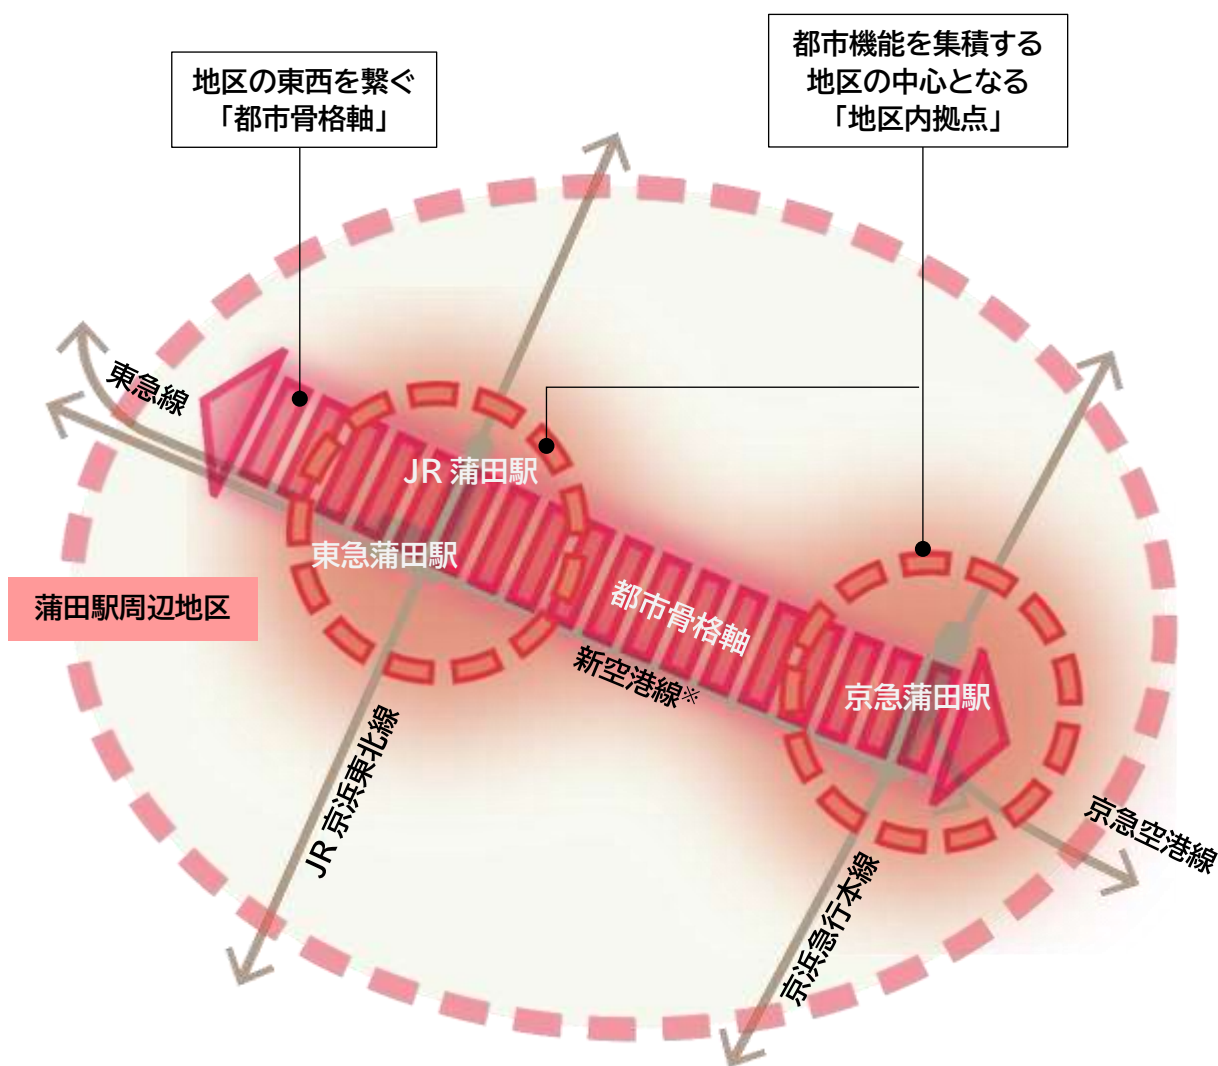 地区の東西を繋ぐ
「都市骨格軸」
都市機能を集積する
地区の中心となる
「地区内拠点」
東急線
JR 蒲田駅
東急蒲田駅
蒲田駅周辺地区
都市骨格軸
新空港線※
京急蒲田駅
JR 京浜東北線
京急空港線
京浜急行本線